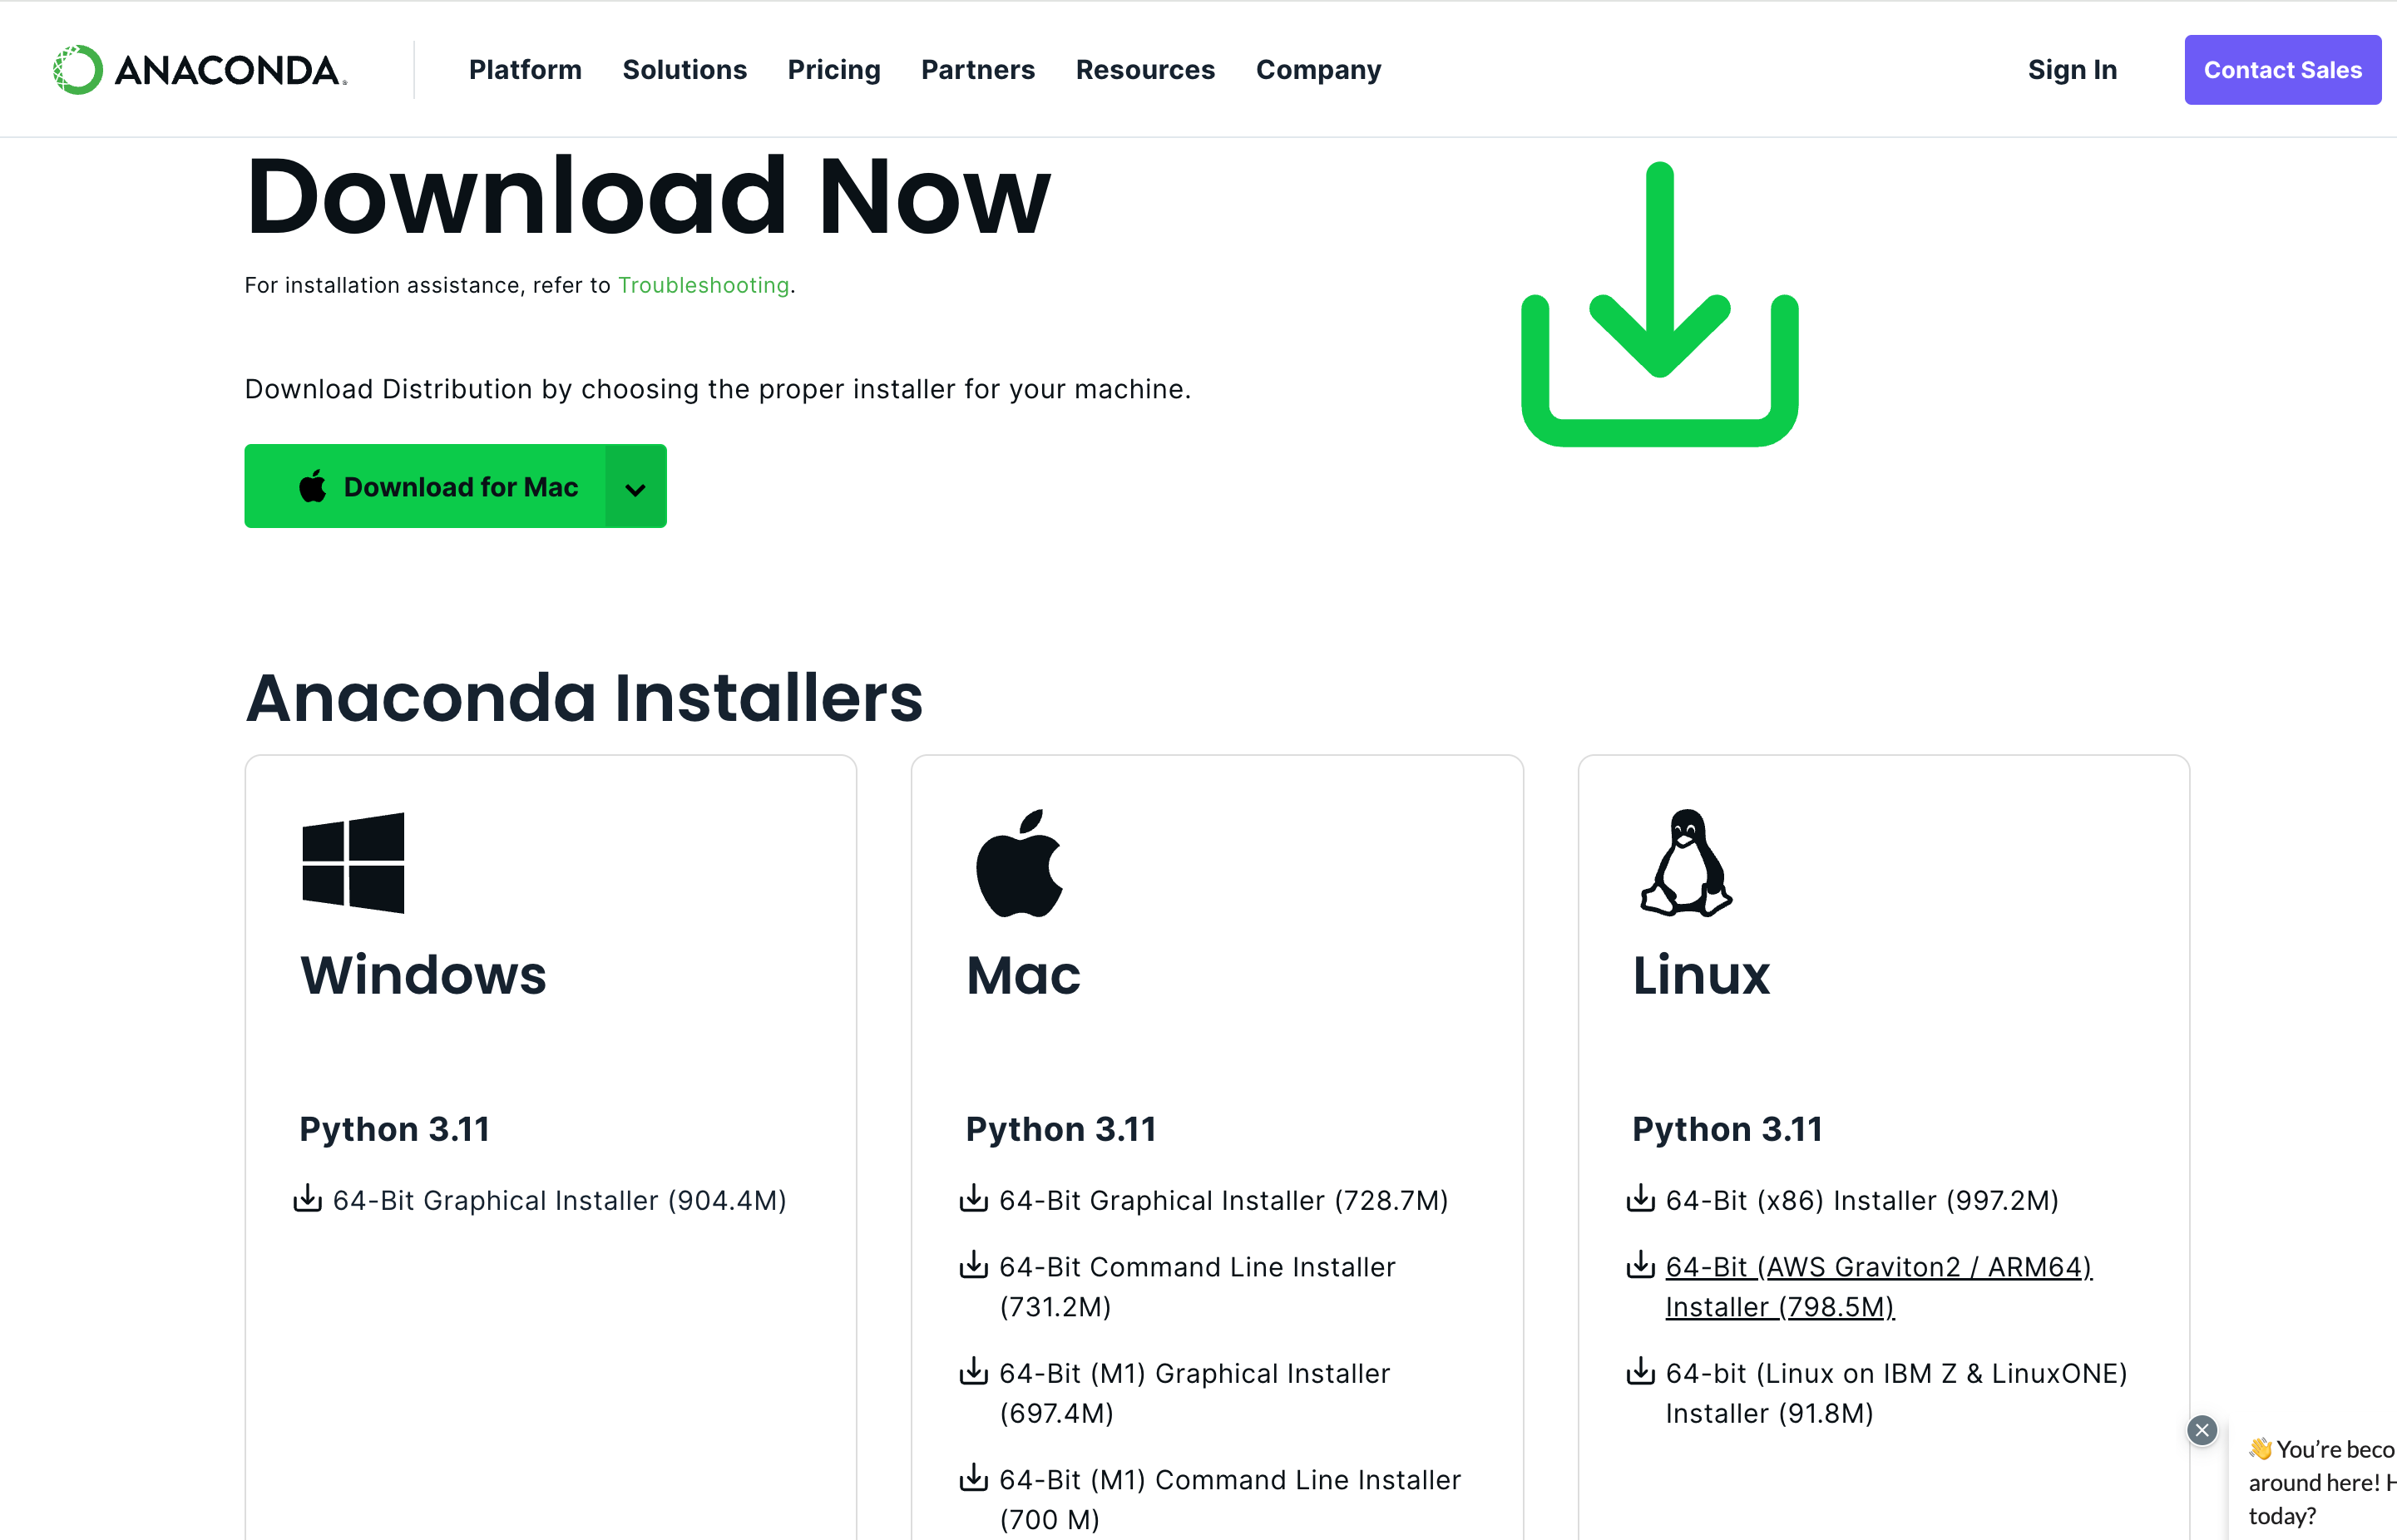 ANACONDA.
Platform Solutions Pricing Partners Resources Company
Sign In
Contact Sales
Download Now
For installation assistance, refer to Troubleshooting.
Download Distribution by choosing the proper installer for your machine.
Download for Mac
Anaconda Installers
Windows
Python 3.11
64-Bit Graphical Installer (904.4M)
Mac
Python 3.11
64-Bit Graphical Installer (728.7M)
64-Bit Command Line Installer
(731.2M)
64-Bit (M1) Graphical Installer
(697.4M)
64-Bit (M1) Command Line Installer
(700 M)
Linux
Python 3.11
64-Bit (x86) Installer (997.2M)
64-Bit (AWS Graviton2 / ARM64)
Installer (798.5M)
64-bit (Linux on IBM Z & LinuxONE)
Installer (91.8M)
👋 You’re beco
around here! H
today?